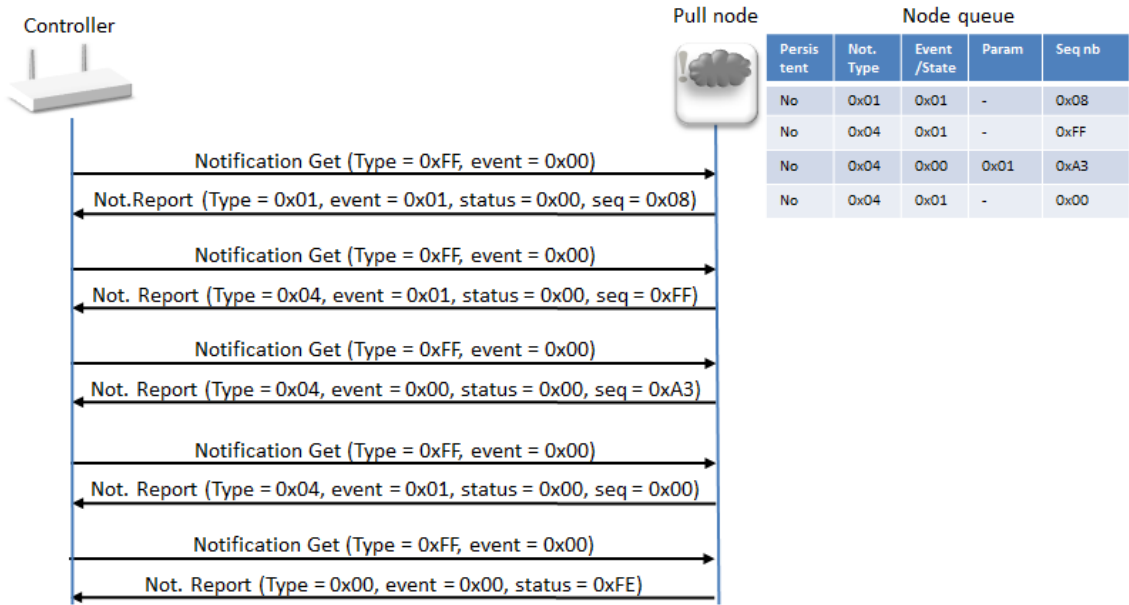 Controller
Pull node
Node queue
Persis
tent
Not.
Type
Event
/State
Param
Seq nb
No 0x01 0x01 - 0x08
No 0x04 0x01 - 0xFF
No 0x04 0x00 0x01 0xA3
No 0x04 0x01 - 0x00
Notification Get (Type = 0xFF, event = 0x00)
Not.Report (Type = 0x01, event = 0x01, status = 0x00, seq = 0x08)
Notification Get (Type = 0xFF, event = 0x00)
Not. Report (Type = 0x04, event = 0x01, status = 0x00, seq = 0xFF)
Notification Get (Type = 0xFF, event = 0x00)
Not. Report (Type = 0x04, event = 0x00, status = 0x00, seq = 0xA3)
Notification Get (Type = 0xFF, event = 0x00)
Not. Report (Type = 0x04, event = 0x01, status = 0x00, seq = 0x00)
Notification Get (Type = 0xFF, event = 0x00)
Not. Report (Type = 0x00, event = 0x00, status = 0xFE)